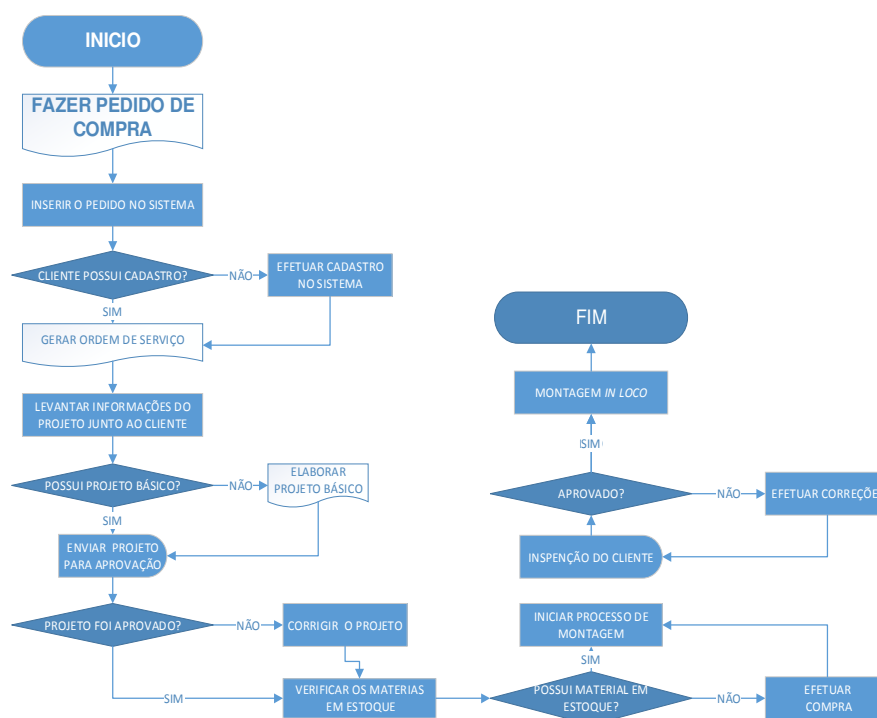 INICIO
FAZER PEDIDO DE
COMPRA
INSERIR O PEDIDO NO SISTEMA
CLIENTE POSSUI CADASTRO?
NÃO
EFETUAR CADASTRO
NO SISTEMA
SIM
GERAR ORDEM DE SERVIÇO
LEVANTAR INFORMAÇÕES DO
PROJETO JUNTO AO CLIENTE
POSSUI PROJETO BÁSICO?
NÃO
ELABORAR
PROJETO BÁSICO
SIM
ENVIAR PROJETO
PARA APROVAÇÃO
PROJETO FOI APROVADO?
NÃO
CORRIGIR O PROJETO
SIM
VERIFICAR OS MATERIAS
EM ESTOQUE
POSSUI MATERIAL EM
ESTOQUE?
NÃO
EFETUAR
COMPRA
SIM
INICIAR PROCESSO DE
MONTAGEM
INSPENÇÃO DO CLIENTE
APROVADO?
NÃO
EFETUAR CORREÇÕE
SIM
MONTAGEM IN LOCO
FIM